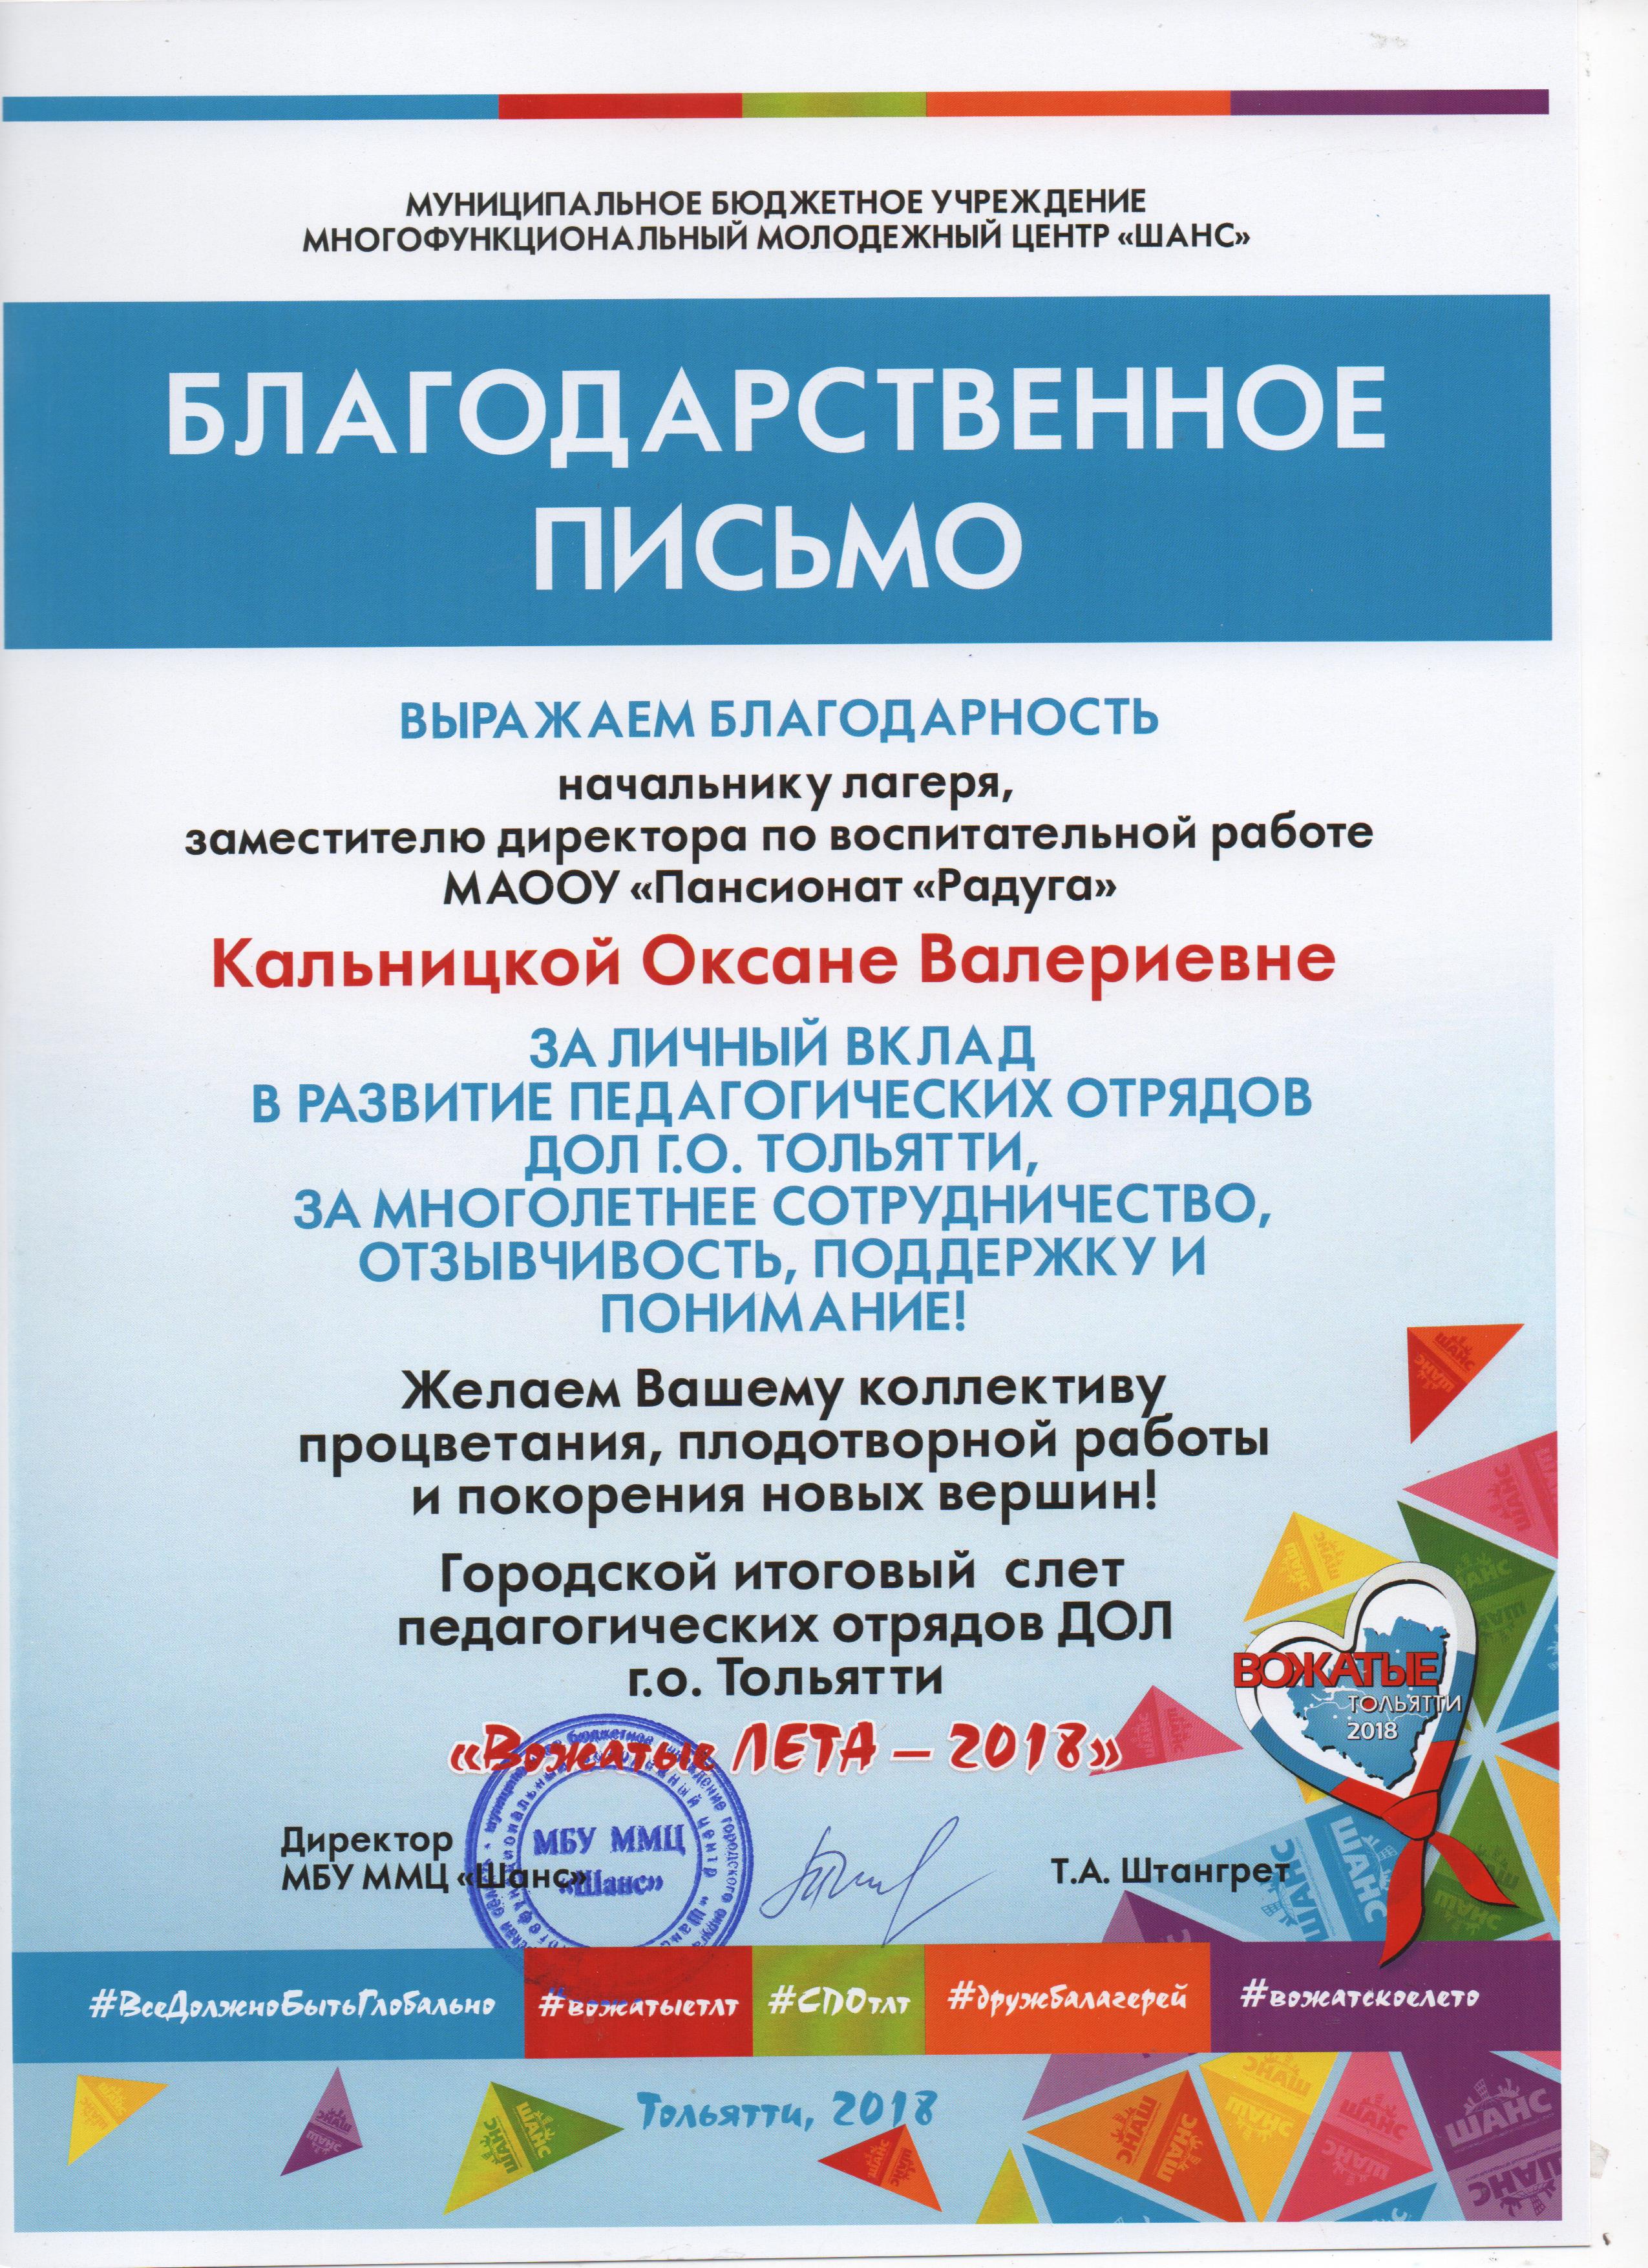 МУНИЦИПАЛЬНОЕ БЮДЖЕТНОЕ УЧРЕЖДЕНИЕ
МНОГОФУНКЦИОНАЛЬНЫЙ МОЛОДЕЖНЫЙ ЦЕНТР «ШАНС»
БЛАГОДАРСТВЕННОЕ
ПИСЬМО
ВЫРАЖАЕМ БЛАГОДАРНОСТЬ
начальнику лагеря,
заместителю директора по воспитательной работе
МАООУ «Пансионат «Радуга»
Кальницкой Оксане Валериевне
ЗА ЛИЧНЫЙ ВКЛАД
В РАЗВИТИЕ ПЕДАГОГИЧЕСКИХ ОТРЯДОВ
ДОЛ Г.О. ТОЛЬЯТТИ,
ЗА МНОГОЛЕТНЕЕ СОТРУДНИЧЕСТВО,
ОТЗЫВЧИВОСТЬ, ПОДДЕРЖКУ И
ПОНИМАНИЕ!
Желаем Вашему коллективу
процветания, плодотворной работы
и покорения новых вершин!
Городской итоговый слет
педагогических отрядов ДОЛ
г.о. Тольятти
«Вожатые ЛЕТА – 2018»
ВОЖАТЫЕ
ТОЛЬЯТТИ
2018
Директор
МБУ ММЦ «Шанс»
МБУ ММЦ
«Шанс»
Т.А. Штангрет
#ВсеДолжноБытьГлобально #вожатыетлт #СПОтлт #дружбалагерей #вожатскоелето
Тольятти, 2018
ШАНС